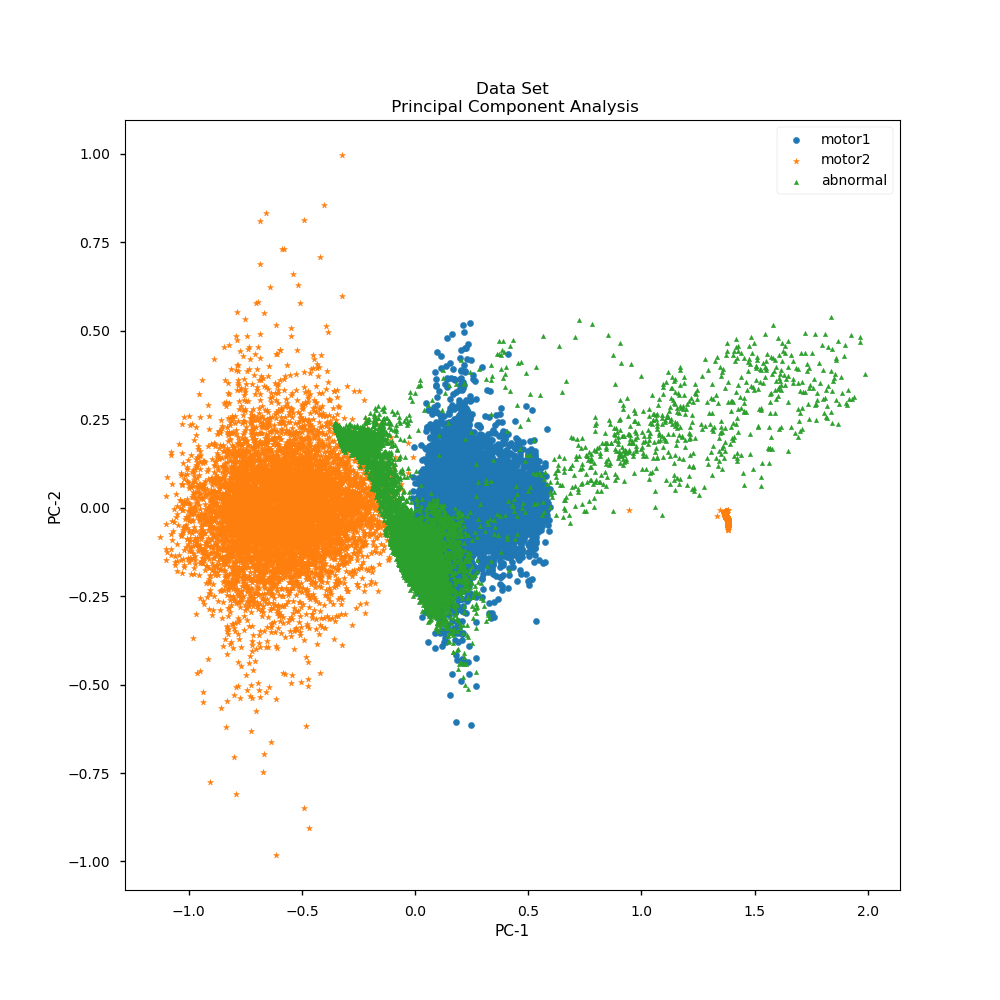 Data Set
Principal Component Analysis
motor1
motor2
abnormal
1.00
0.75
0.50
0.25
0.00
−0.25
−0.50
−0.75
−1.00
PC-2
−1.0 −0.5 0.0 0.5 1.0 1.5 2.0
PC-1